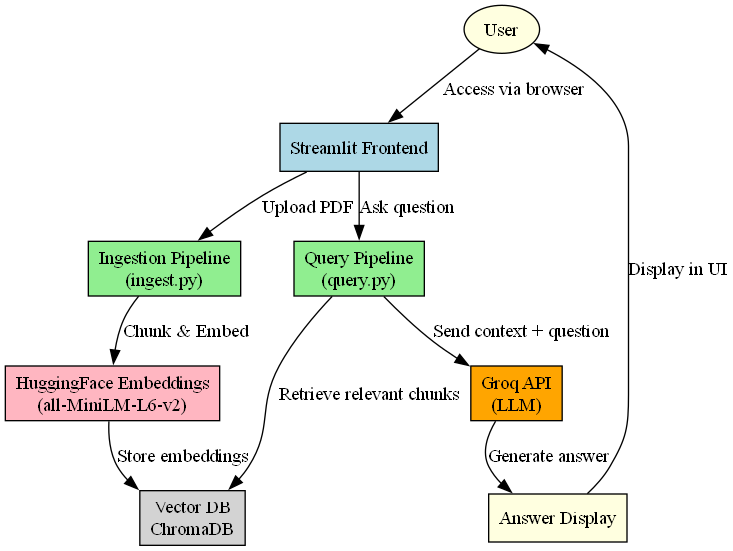 User
Access via browser
Streamlit Frontend
Upload PDF
Ask question
Ingestion Pipeline
(ingest.py)
Query Pipeline
(query.py)
Display in UI
Chunk & Embed
Send context + question
HuggingFace Embeddings
(all-MiniLM-L6-v2)
Retrieve relevant chunks
Groq API
(LLM)
Store embeddings
Generate answer
Vector DB
ChromaDB
Answer Display